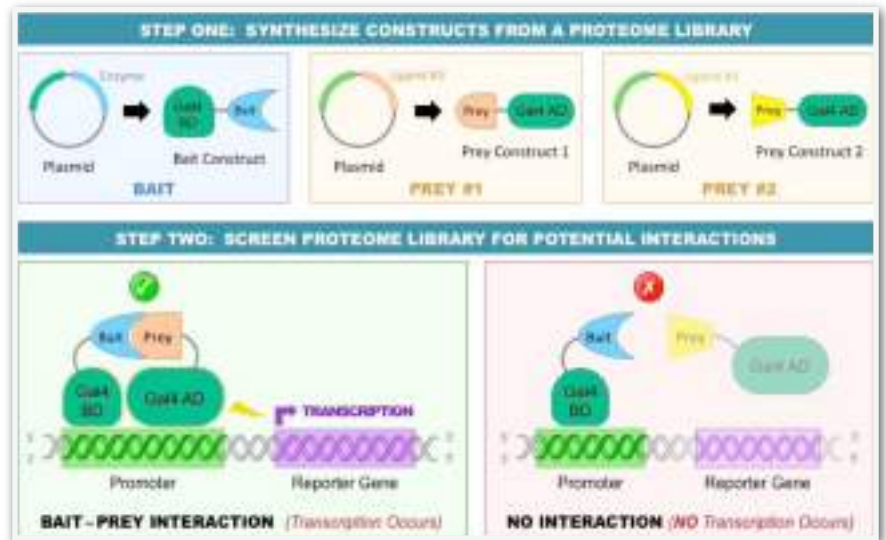 STEP ONE: SYNTHESIZE CONSTRUCTS FROM A PROTEOME LIBRARY
Enzyme
Gal4
BD
Bait
Plasmid
Bait Construct
BAIT
Prey
Gal4 AD
Plasmid
Prey Construct 1
PREY #1
Prey
Gal4 AD
Plasmid
Prey Construct 2
PREY #2
STEP TWO: SCREEN PROTEOME LIBRARY FOR POTENTIAL INTERACTIONS
Bait
Prey
Gal4
BD
Gal4 AD
TRANSCRIPTION
Promoter
Reporter Gene
BAIT–PREY INTERACTION (Transcription Occurs)
Bait
Prey
Gal4 AD
Gal4
BD
Promoter
Reporter Gene
NO INTERACTION (NO Transcription Occurs)